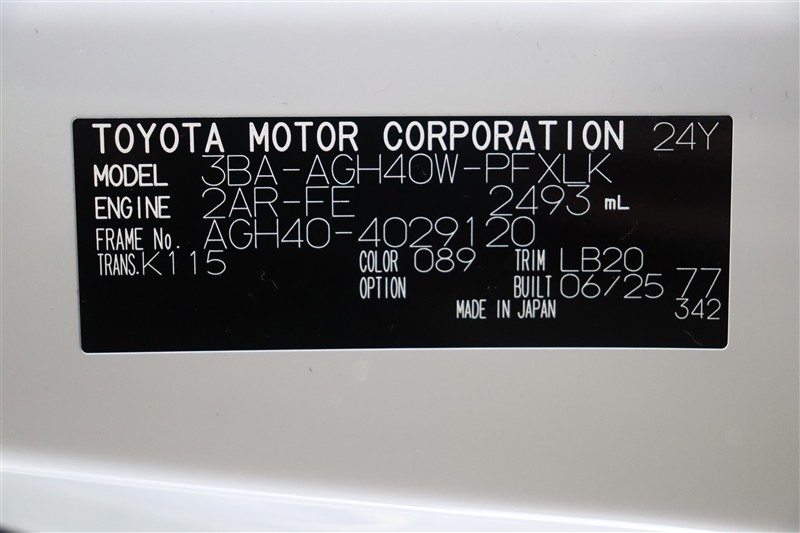 TOYOTA MOTOR CORPORATION 24Y
MODEL 3BA-AGH40W-PFXLK
ENGINE 2AR-FE 2493 mL
FRAME No. AGH40-4029120
TRANS. K115 COLOR 089 TRIM LB20
OPTION BUILT 06/25 77
MADE IN JAPAN 342